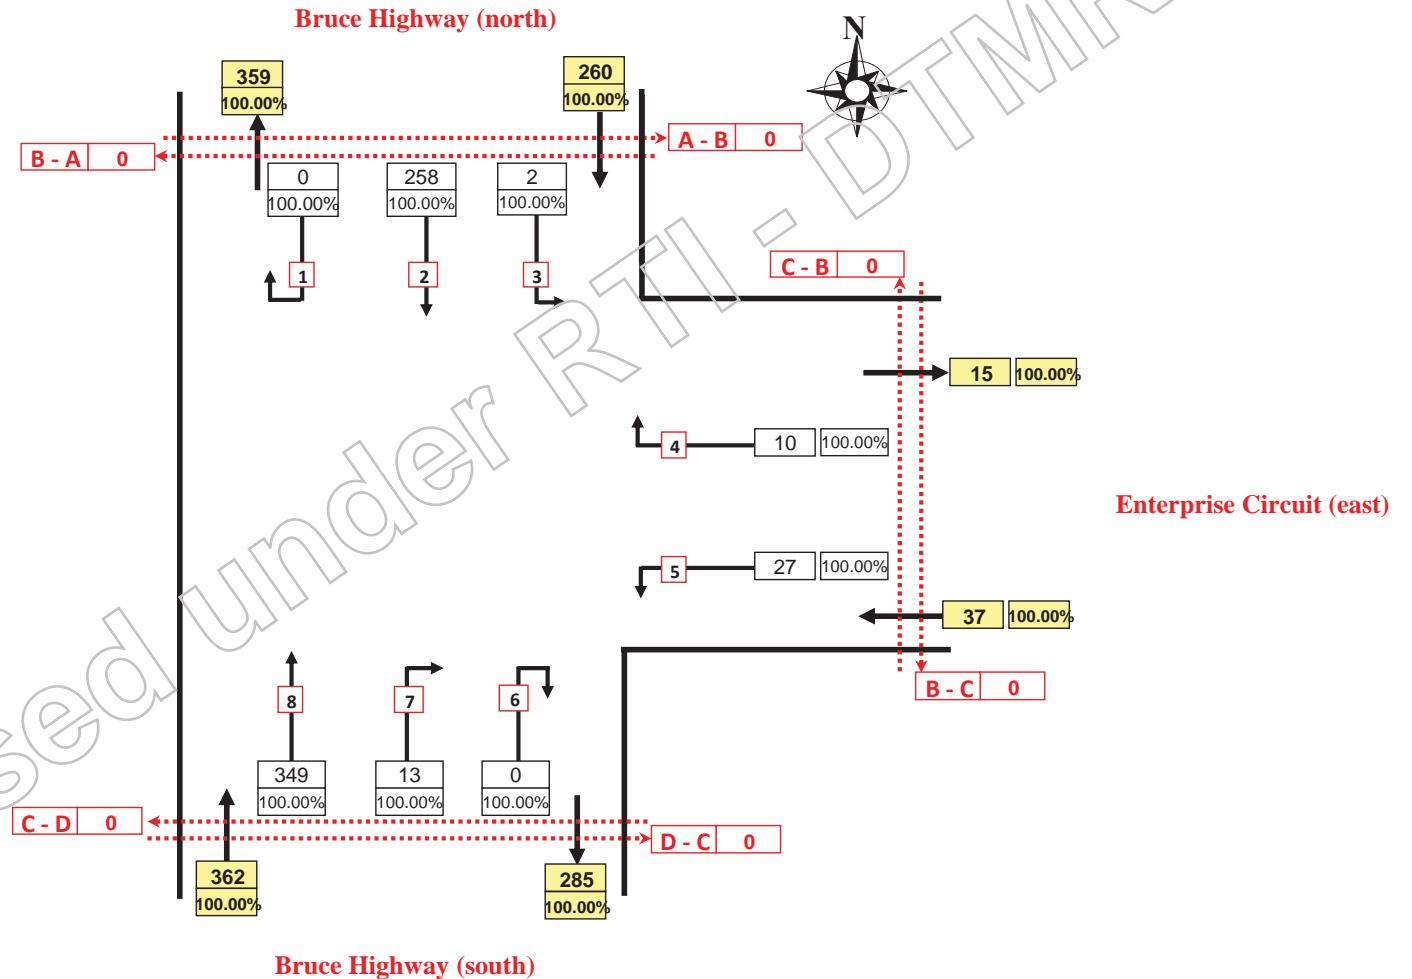 Bruce Highway (north)
N
359
100.00%
260
100.00%
A - B 0
B - A 0
0
100.00%
258
100.00%
2
100.00%
1
2
3
C - B 0
15 100.00%
4
10 100.00%
Enterprise Circuit (east)
5
27 100.00%
37 100.00%
B - C 0
8
7
6
349
100.00%
13
100.00%
0
100.00%
C - D 0
D - C 0
362
100.00%
285
100.00%
Bruce Highway (south)
sed under RTI - DTMR